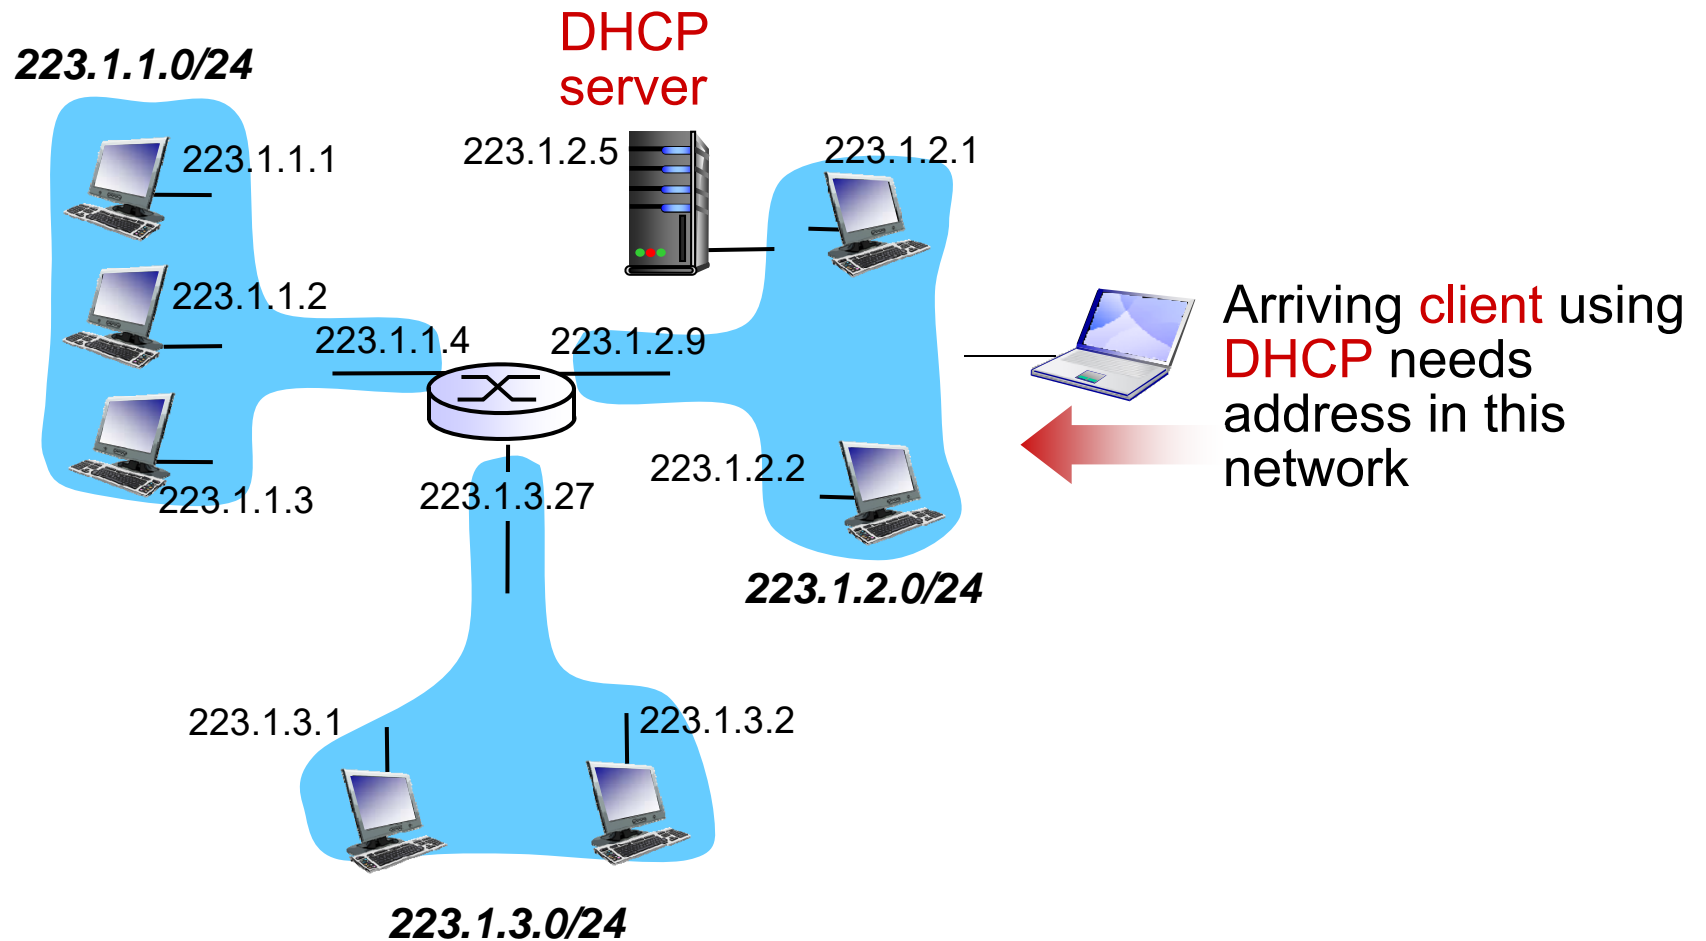 DHCP
server
223.1.1.0/24
223.1.1.1
223.1.2.5
223.1.2.1
223.1.1.2
223.1.1.4
223.1.2.9
Arriving client using
DHCP needs
address in this
network
223.1.1.3
223.1.3.27
223.1.2.2
223.1.2.0/24
223.1.3.1
223.1.3.2
223.1.3.0/24